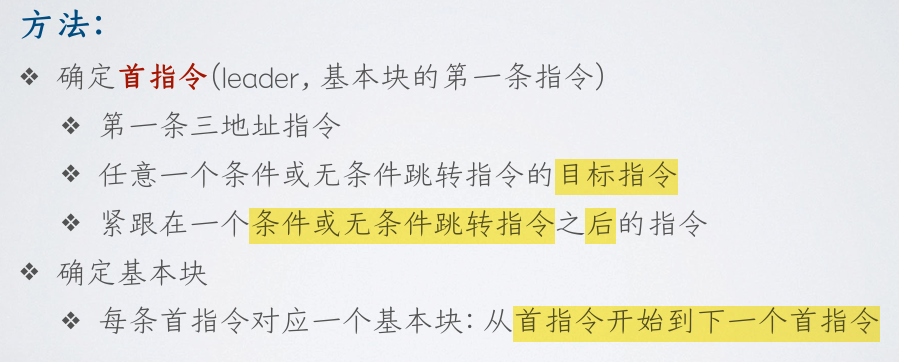 方法：
❖ 确定首指令(leader, 基本块的第一条指令)
❖ 第一条三地址指令
❖ 任意一个条件或无条件跳转指令的目标指令
❖ 紧跟在一个条件或无条件跳转指令之后的指令
❖ 确定基本块
❖ 每条首指令对应一个基本块：从首指令开始到下一个首指令